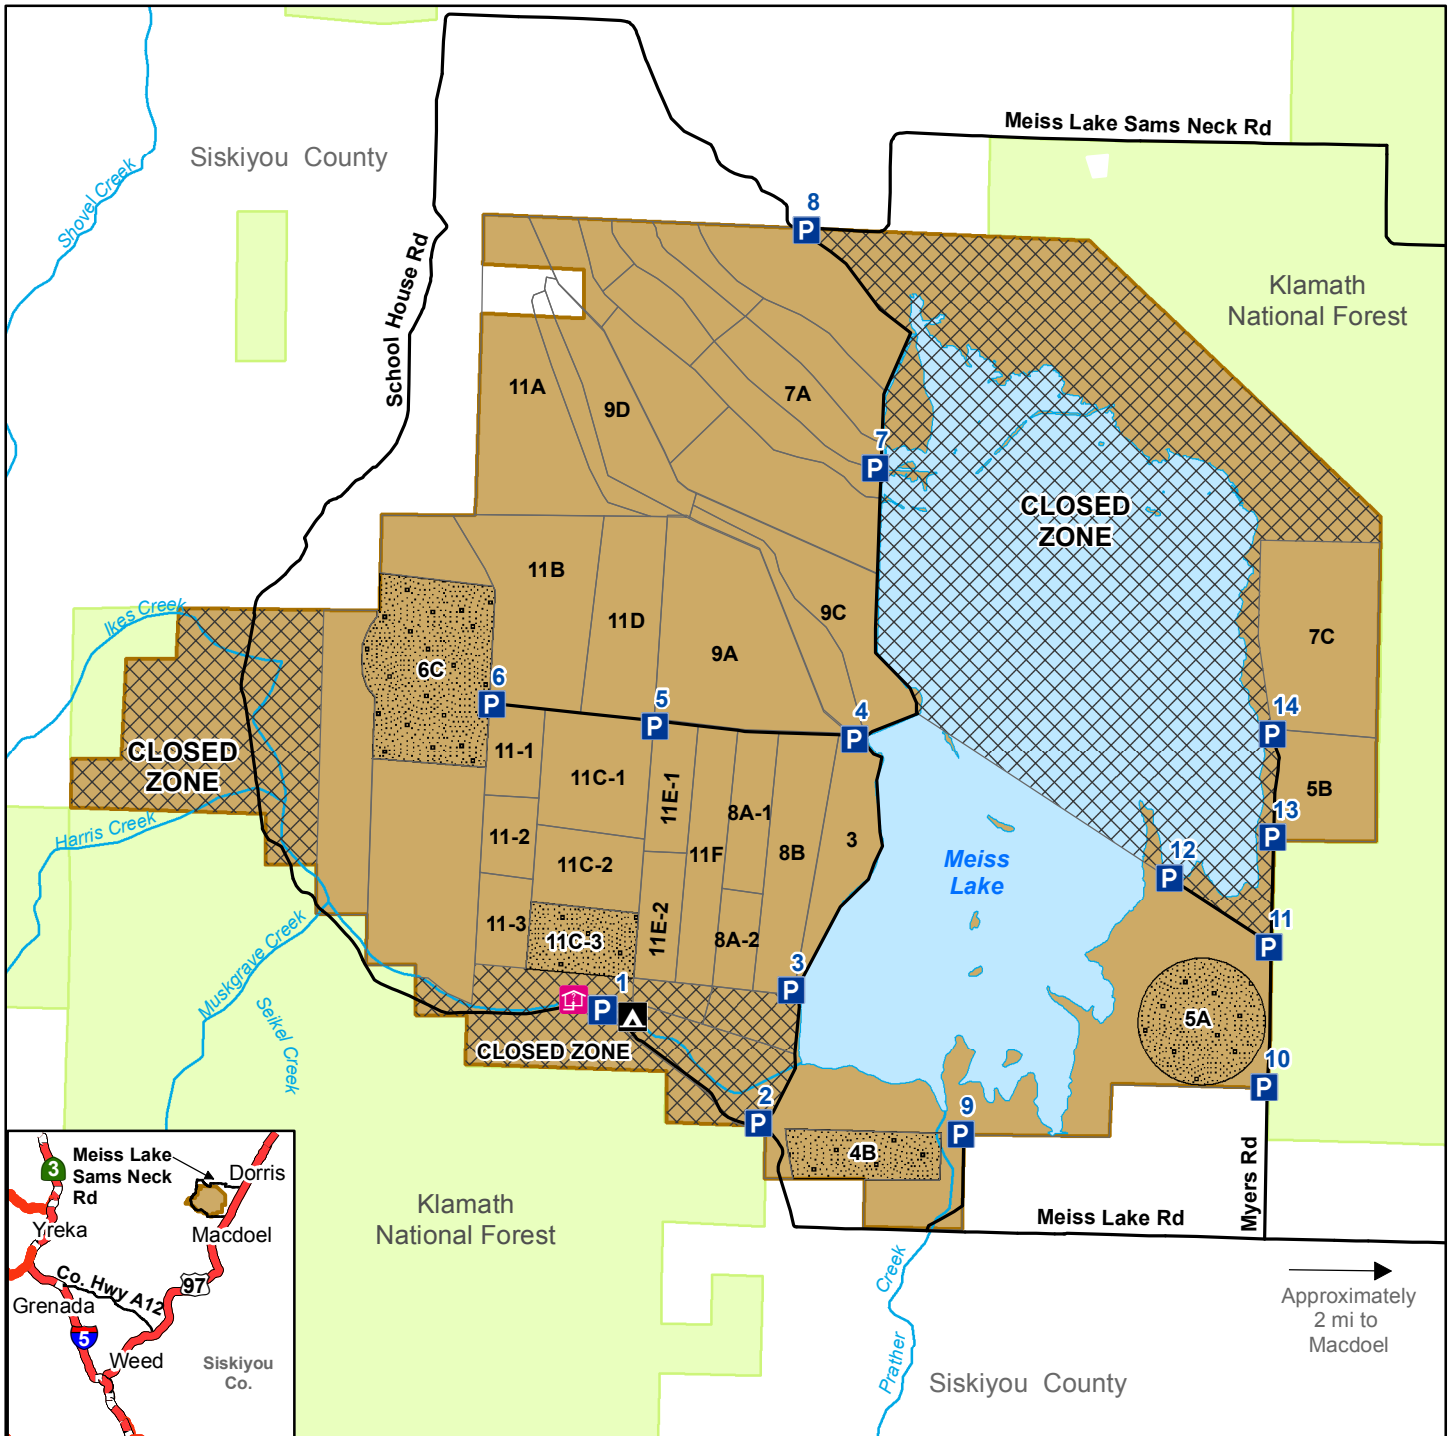 Meiss Lake Sams Neck Rd
Siskiyou County
Shovel Creek
8
P
School House Rd
Klamath
National Forest
11A
9D
7A
7
P
CLOSED
ZONE
11B
11D
9C
9A
7C
Ikes Creek
6C
6
P
5
P
4
P
14
P
CLOSED
ZONE
11-1
11C-1
11E-1
8A-1
3
5B
13
P
Harris Creek
11-2
11C-2
11F
8B
Meiss
Lake
12
P
11-3
11C-3
11E-2
8A-2
11
P
Muskgrave Creek
Seikel Creek
1
P
3
P
5A
CLOSED ZONE
10
P
2
P
9
P
4B
Myers Rd
Meiss Lake Rd
Klamath
National Forest
Prather Creek
Approximately
2 mi to
Macdoel
Siskiyou County
3
Meiss Lake
Sams Neck
Rd
Dorris
Yreka
Macdoel
Co. Hwy A12
97
Grenada
5
Weed
Siskiyou
Co.